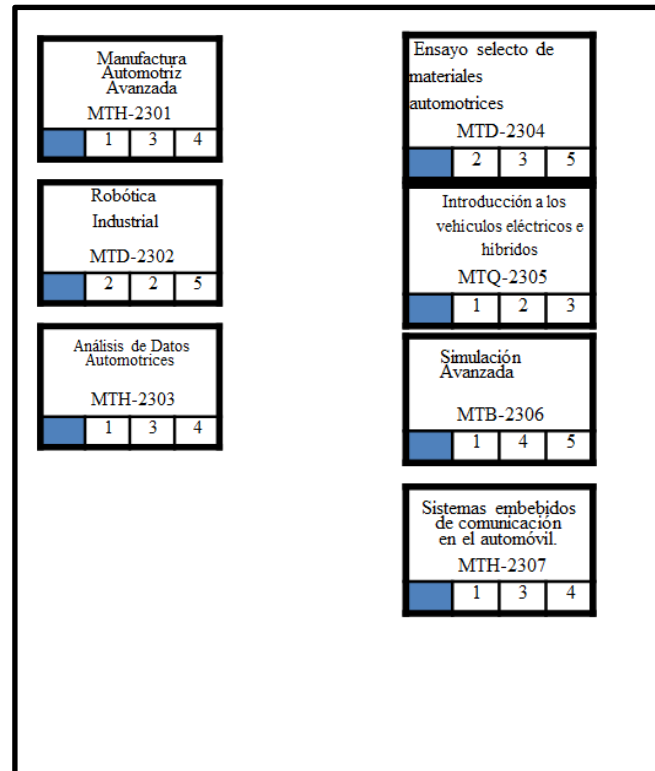 Manufactura
Automotriz
Avanzada
MTH-2301
1 3 4
Robótica
Industrial
MTD-2302
2 2 5
Análisis de Datos
Automotrices
MTH-2303
1 3 4
Ensayo selecto de
materiales
automotrices
MTD-2304
2 3 5
Introducción a los
vehiculos eléctricos e
hibridos
MTQ-2305
1 2 3
Simulación
Avanzada
MTB-2306
1 4 5
Sistemas embebidos
de comunicación
en el automóvil.
MTH-2307
1 3 4